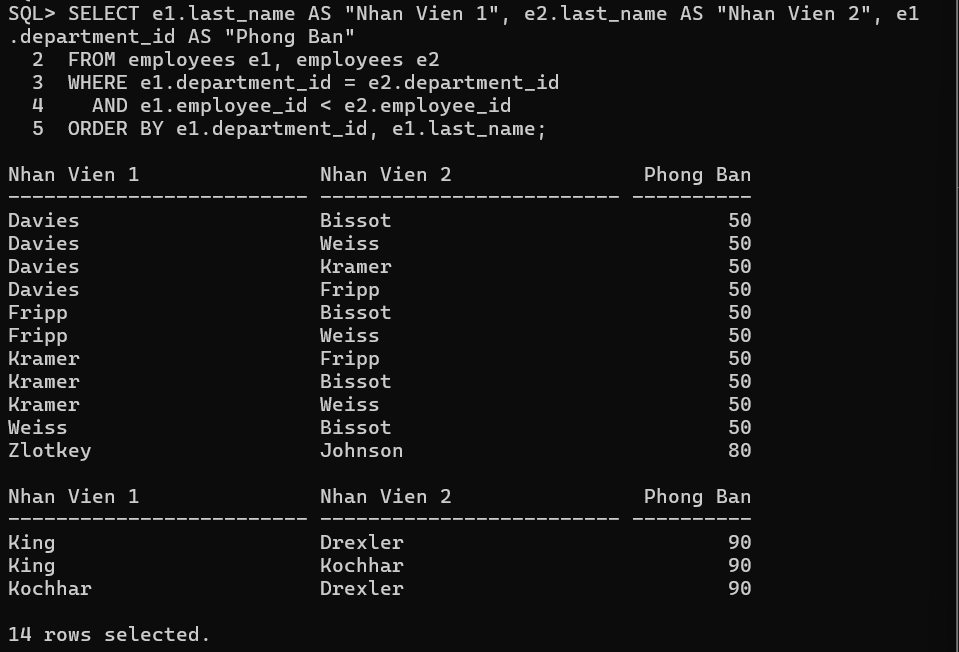 SQL> SELECT e1.last_name AS "Nhan Vien 1", e2.last_name AS "Nhan Vien 2", e1
.department_id AS "Phong Ban"
  2  FROM employees e1, employees e2
  3  WHERE e1.department_id = e2.department_id
  4    AND e1.employee_id < e2.employee_id
  5  ORDER BY e1.department_id, e1.last_name;

Nhan Vien 1               Nhan Vien 2                Phong Ban
------------------------- ------------------------- ----------
Davies                    Bissot                            50
Davies                    Weiss                             50
Davies                    Kramer                            50
Davies                    Fripp                             50
Fripp                     Bissot                            50
Fripp                     Weiss                             50
Kramer                    Fripp                             50
Kramer                    Bissot                            50
Kramer                    Weiss                             50
Weiss                     Bissot                            50
Zlotkey                   Johnson                           80

Nhan Vien 1               Nhan Vien 2                Phong Ban
------------------------- ------------------------- ----------
King                      Drexler                           90
King                      Kochhar                           90
Kochhar                   Drexler                           90

14 rows selected.